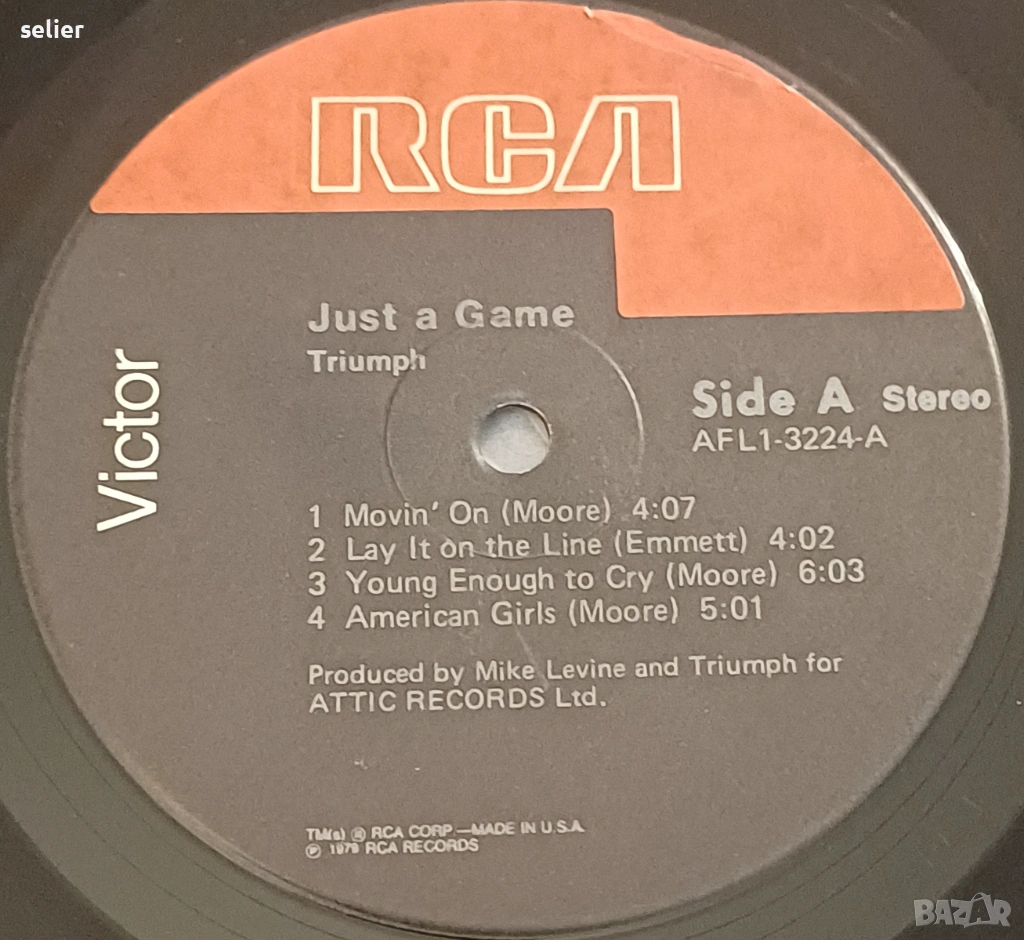 selier
RCA
Victor
Just a Game
Triumph
Side A Stereo
AFL1-3224-A
1 Movin' On (Moore) 4:07
2 Lay It on the Line (Emmett) 4:02
3 Young Enough to Cry (Moore) 6:03
4 American Girls (Moore) 5:01
Produced by Mike Levine and Triumph for
ATTIC RECORDS Ltd.
TM(s) ® RCA CORP—MADE IN U.S.A.
℗ 1979 RCA RECORDS
BAZAR